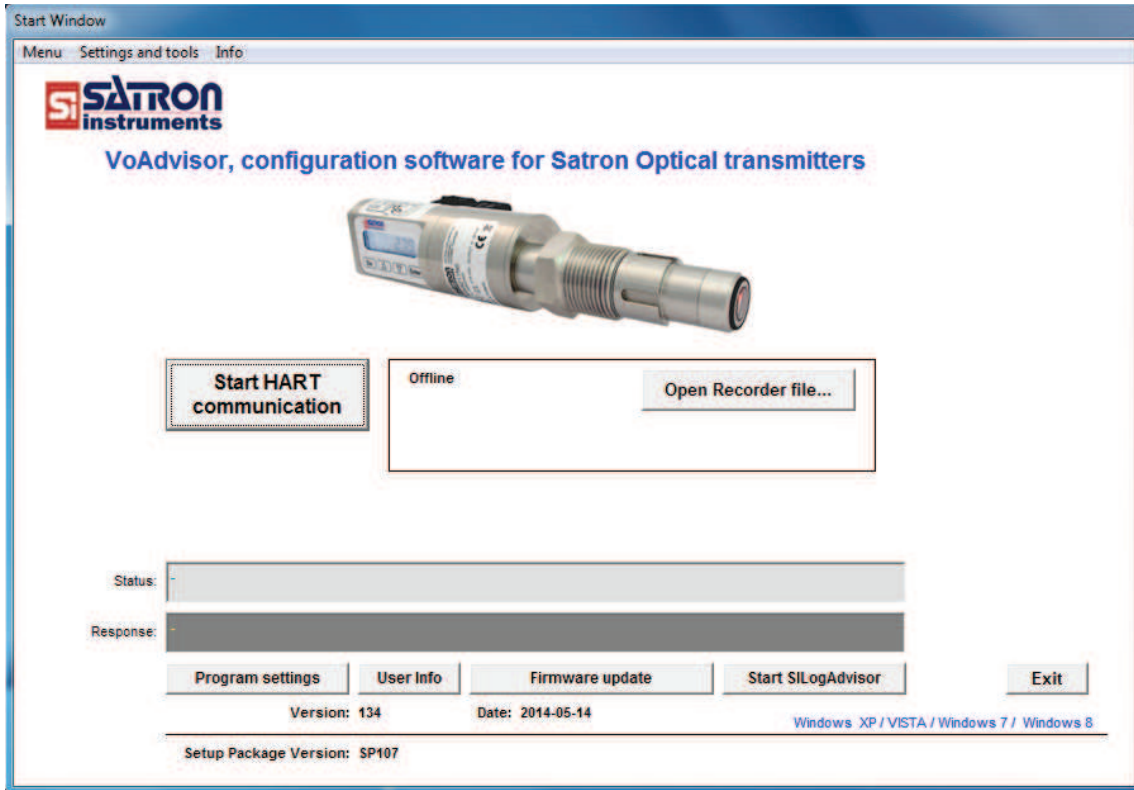 Start Window
Menu Settings and tools Info
Si SATRON
instruments
VoAdvisor, configuration software for Satron Optical transmitters
Start HART
communication
Offline
Open Recorder file...
Status: -
Response: -
Program settings User Info Firmware update Start SILogAdvisor Exit
Version: 134 Date: 2014-05-14
Windows XP / VISTA / Windows 7 / Windows 8
Setup Package Version: SP107